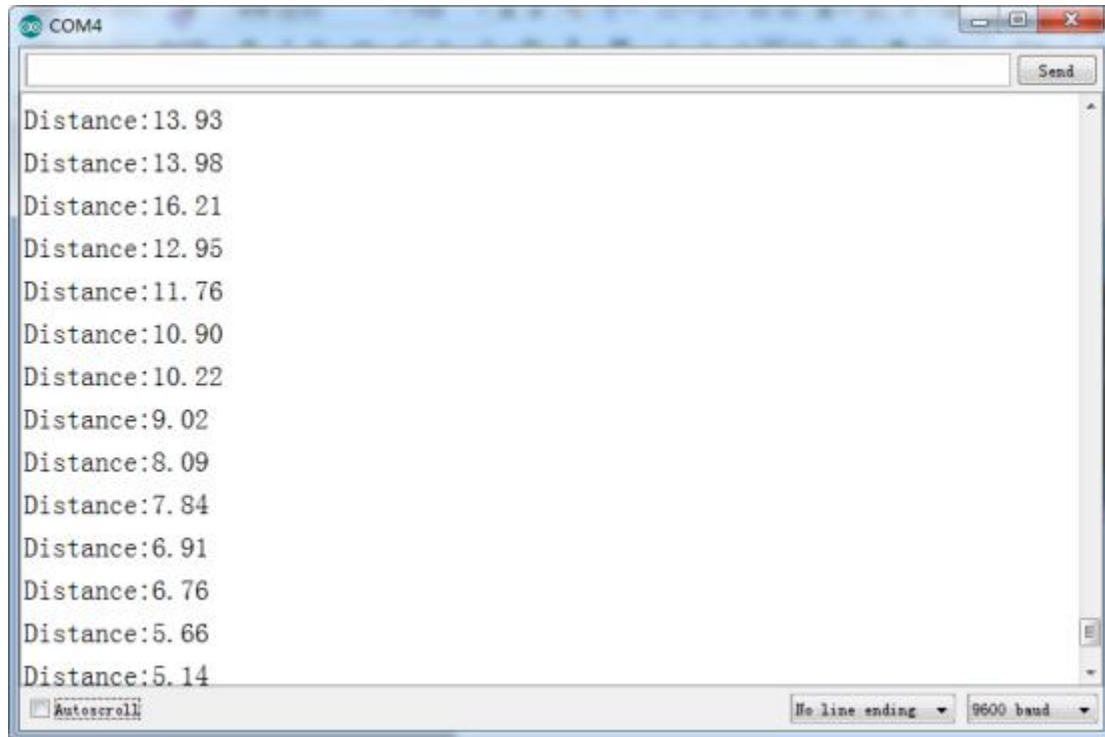 COM4
Send
Distance:13.93
Distance:13.98
Distance:16.21
Distance:12.95
Distance:11.76
Distance:10.90
Distance:10.22
Distance:9.02
Distance:8.09
Distance:7.84
Distance:6.91
Distance:6.76
Distance:5.66
Distance:5.14
Autoscroll
No line ending
9600 baud